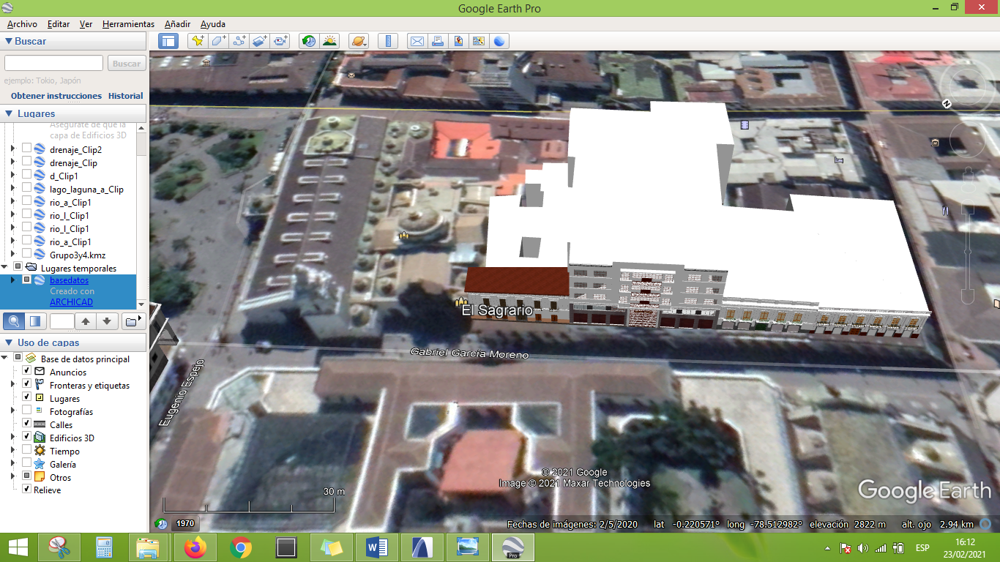 Google Earth Pro
Archivo Editar Ver Herramientas Añadir Ayuda
Buscar
Buscar
ejemplo: Tokio, Japón
Obtener instrucciones Historial
Lugares
Asegúrate de que la
capa de Edificios 3D
drenaje_Clip2
drenaje_Clip
d_Clip1
lago_laguna_a_Clip
rio_a_Clip1
rio_l_Clip1
rio_l_Clip1
rio_a_Clip1
Grupo3y4.kmz
Lugares temporales
basedatos
Creado con
ARCHICAD
Uso de capas
Base de datos principal
Anuncios
Fronteras y etiquetas
Lugares
Fotografías
Calles
Edificios 3D
Tiempo
Galería
Otros
Relieve
N
El Sagrario
Gabriel García Moreno
Eugenio Espejo
30 m
© 2021 Google
Image © 2021 Maxar Technologies
Google Earth
1970
Fechas de imágenes: 2/5/2020 lat -0.220571° long -78.512982° elevación 2822 m alt. ojo 2.94 km
Pro
ESP
16:12
23/02/2021